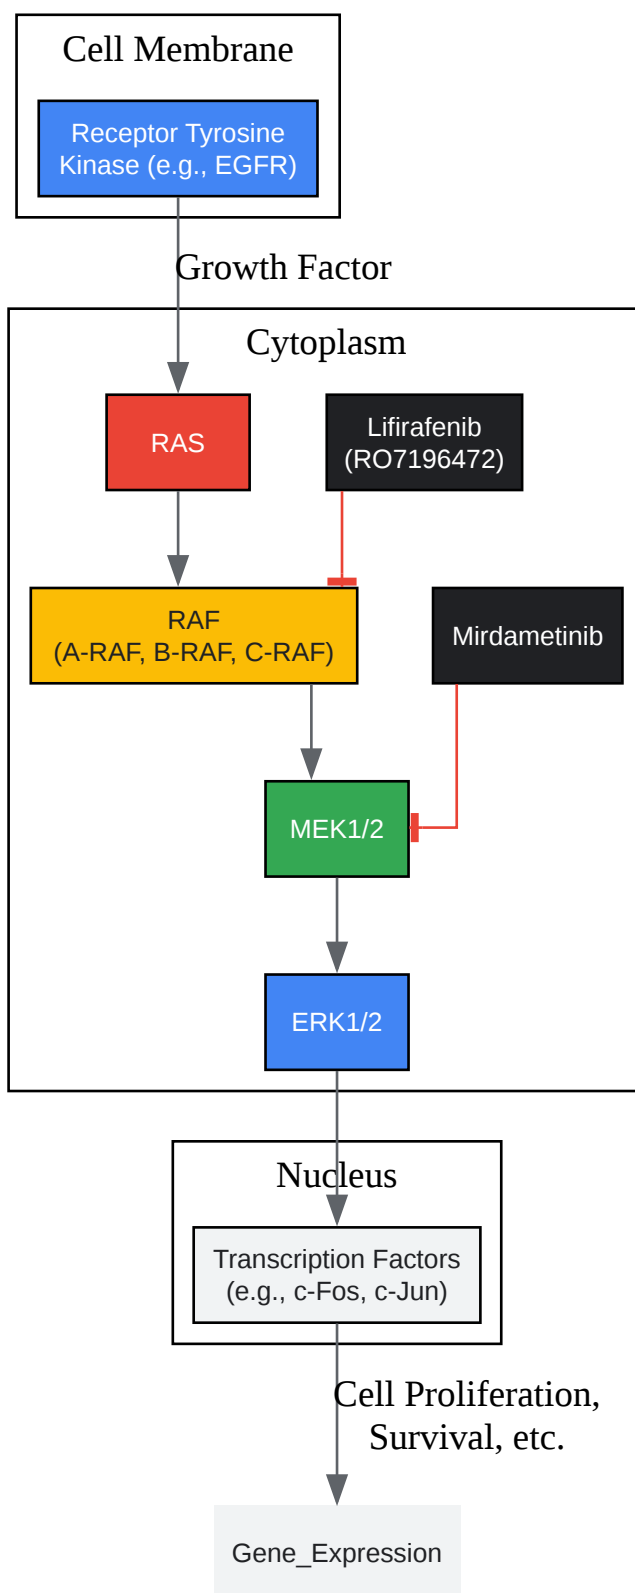 Cell Membrane
Receptor Tyrosine
Kinase (e.g., EGFR)
Growth Factor
Cytoplasm
RAS
Lifirafenib
(RO7196472)
RAF
(A-RAF, B-RAF, C-RAF)
Mirdametinib
MEK1/2
ERK1/2
Nucleus
Transcription Factors
(e.g., c-Fos, c-Jun)
Cell Proliferation,
Survival, etc.
Gene_Expression